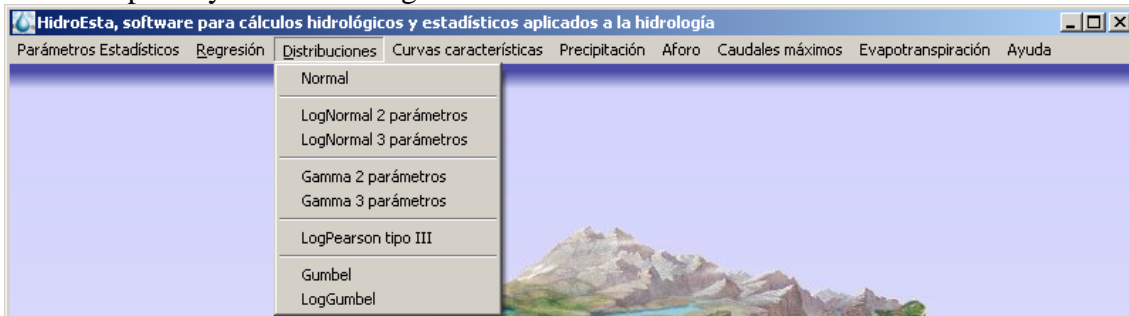 HidroEsta, software para cálculos hidrológicos y estadísticos aplicados a la hidrología
Parámetros Estadísticos Regresión Distribuciones Curvas características Precipitación Aforo Caudales máximos Evapotranspiración Ayuda
Normal
LogNormal 2 parámetros
LogNormal 3 parámetros
Gamma 2 parámetros
Gamma 3 parámetros
LogPearson tipo III
Gumbel
LogGumbel